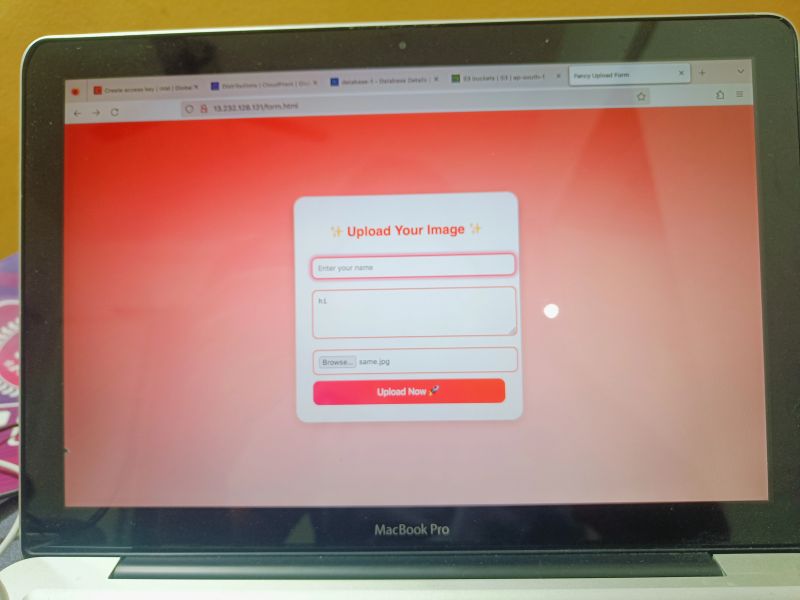 Create access key | IAM | Global
Distributions | CloudFront | Glo
database-1 - Database Details |
S3 buckets | S3 | ap-south-1
Fancy Upload Form
13.232.128.131/form.html
✨ Upload Your Image ✨
Enter your name
hi
Browse... same.jpg
Upload Now 🚀
MacBook Pro